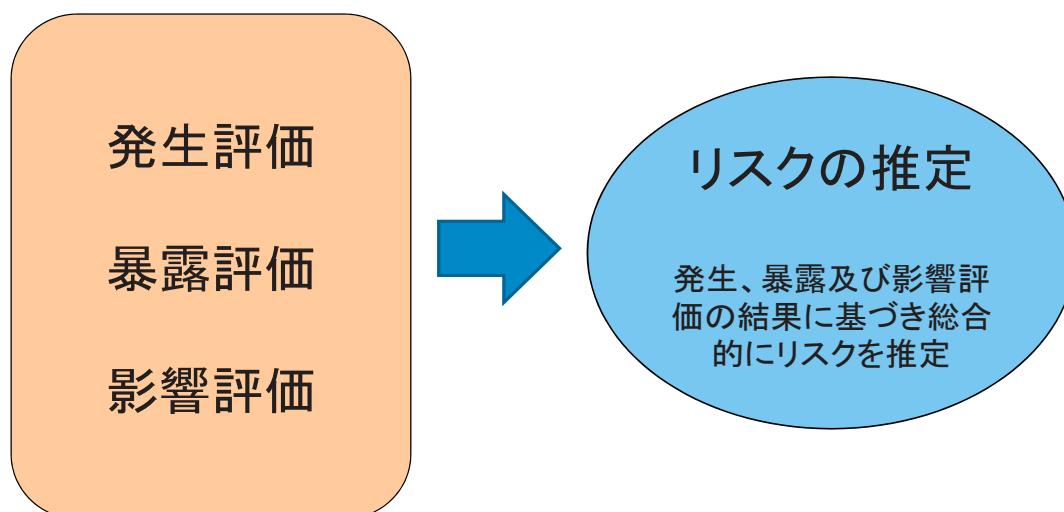 発生評価
暴露評価
影響評価
リスクの推定
発生、暴露及び影響評
価の結果に基づき総合
的にリスクを推定